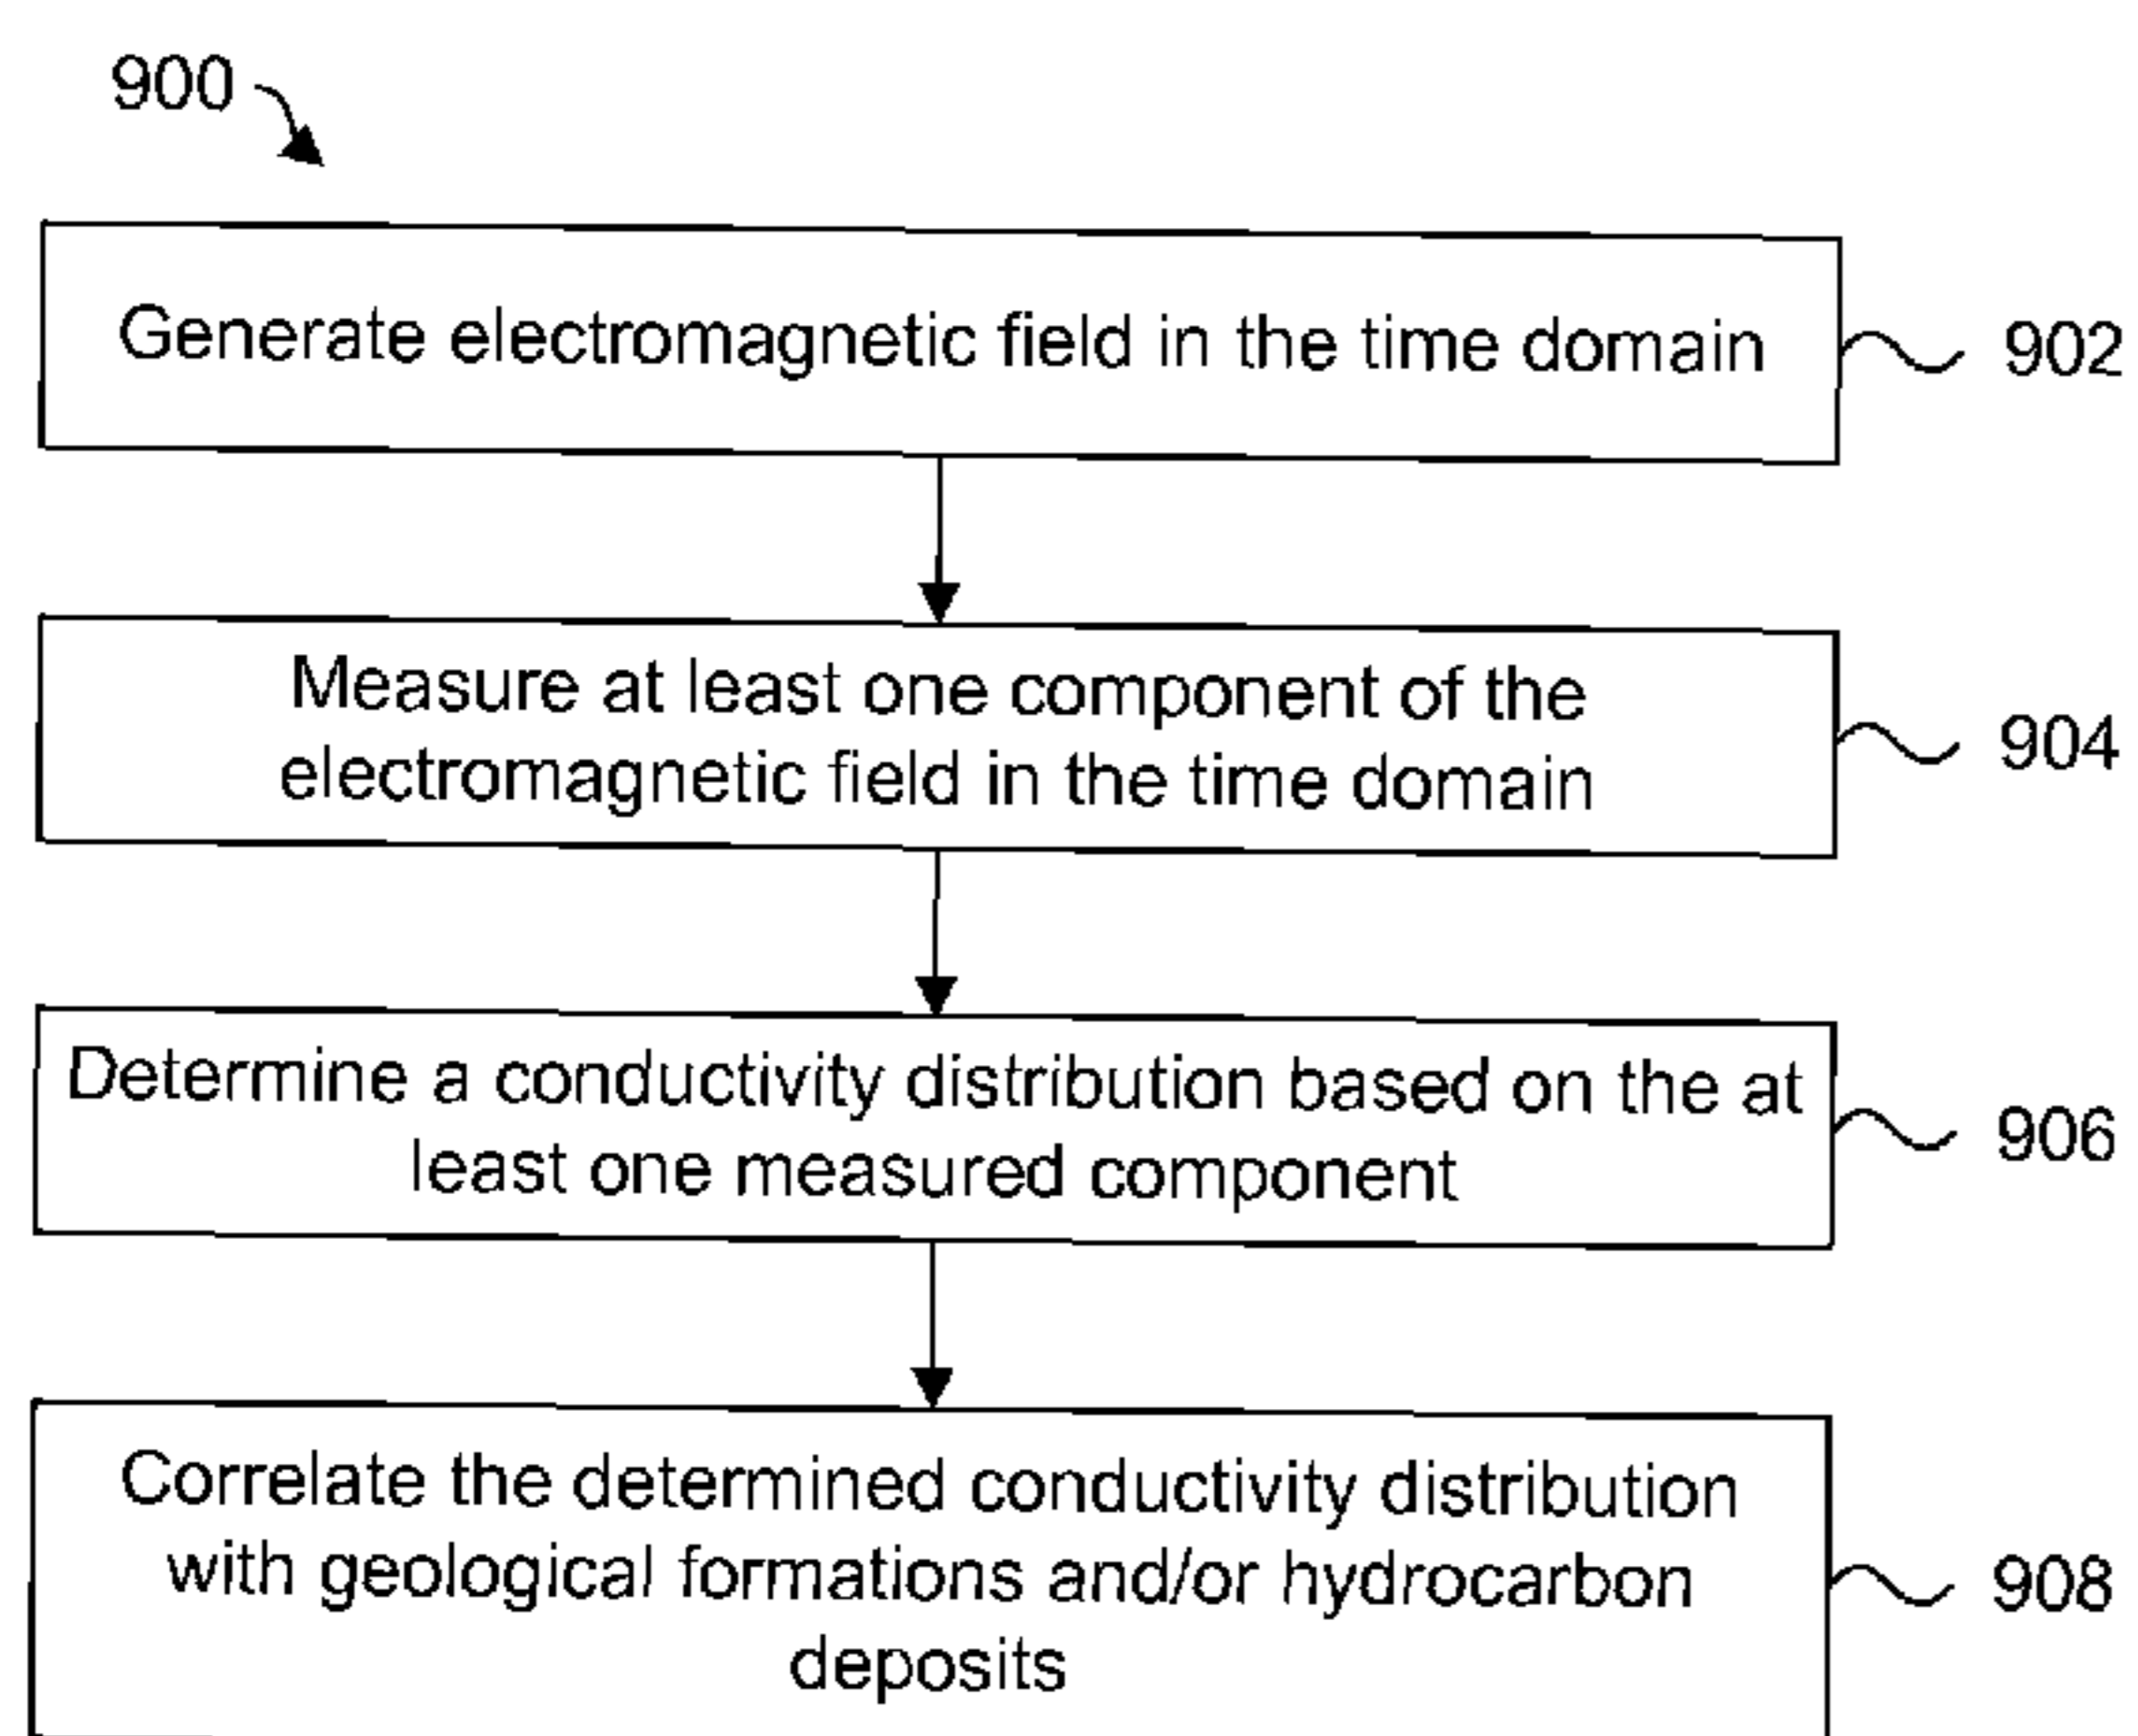 900
Generate electromagnetic field in the time domain
902
Measure at least one component of the
electromagnetic field in the time domain
904
Determine a conductivity distribution based on the at
least one measured component
906
Correlate the determined conductivity distribution
with geological formations and/or hydrocarbon
deposits
908